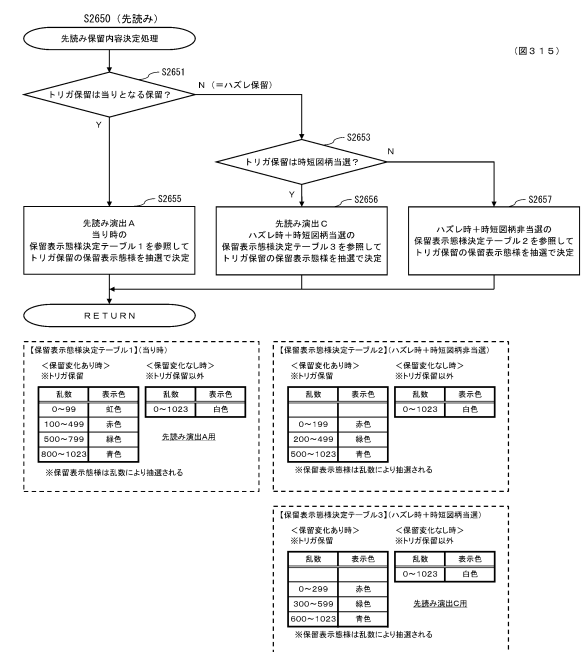 S2650 (先読み)
先読み保留内容決定処理
(図315)
S2651
トリガ保留は当りとなる保留?
N (=ハズレ保留)
Y
S2653
トリガ保留は時短図柄当選?
N
Y
S2655
先読み演出A
当り時の
保留表示態様決定テーブル1を参照して
トリガ保留の保留表示態様を抽選で決定
S2656
先読み演出C
ハズレ時+時短図柄当選の
保留表示態様決定テーブル3を参照して
トリガ保留の保留表示態様を抽選で決定
S2657
ハズレ時+時短図柄非当選の
保留表示態様決定テーブル2を参照して
トリガ保留の保留表示態様を抽選で決定
RETURN
【保留表示態様決定テーブル1】(当り時)
<保留変化あり時>
※トリガ保留
乱数 表示色
0~99 虹色
100~499 赤色
500~799 緑色
800~1023 青色
<保留変化なし時>
※トリガ保留以外
乱数 表示色
0~1023 白色
先読み演出A用
※保留表示態様は乱数により抽選される
【保留表示態様決定テーブル2】(ハズレ時+時短図柄非当選)
<保留変化あり時>
※トリガ保留
乱数 表示色
0~199 赤色
200~499 緑色
500~1023 青色
<保留変化なし時>
※トリガ保留以外
乱数 表示色
0~1023 白色
※保留表示態様は乱数により抽選される
【保留表示態様決定テーブル3】(ハズレ時+時短図柄当選)
<保留変化あり時>
※トリガ保留
乱数 表示色
0~299 赤色
300~599 緑色
600~1023 青色
<保留変化なし時>
※トリガ保留以外
乱数 表示色
0~1023 白色
先読み演出C用
※保留表示態様は乱数により抽選される